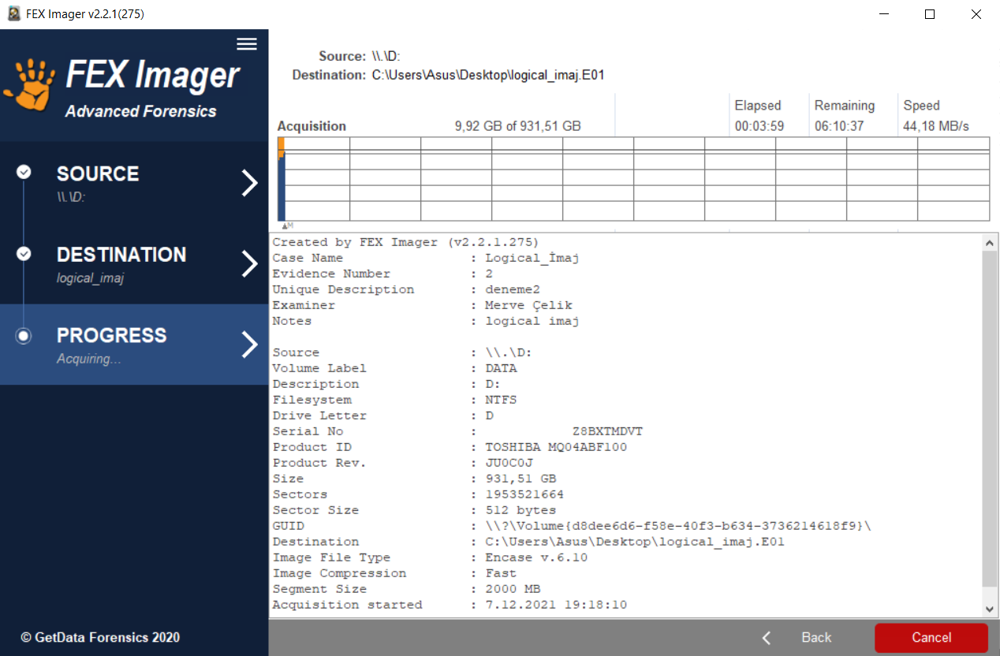 FEX Imager v2.2.1(275)
FEX Imager
Advanced Forensics
SOURCE
\\.\D:
DESTINATION
logical_imaj
PROGRESS
Acquiring...
© GetData Forensics 2020
Source: \\.\D:
Destination: C:\Users\Asus\Desktop\logical_imaj.E01
Elapsed Remaining Speed
Acquisition 9,92 GB of 931,51 GB 00:03:59 06:10:37 44,18 MB/s
M
Created by FEX Imager (v2.2.1.275)
Case Name : Logical_İmaj
Evidence Number : 2
Unique Description : deneme2
Examiner : Merve Çelik
Notes : logical imaj
Source : \\.\D:
Volume Label : DATA
Description : D:
Filesystem : NTFS
Drive Letter : D
Serial No : Z8BXTMDVT
Product ID : TOSHIBA MQ04ABF100
Product Rev. : JU0C0J
Size : 931,51 GB
Sectors : 1953521664
Sector Size : 512 bytes
GUID : \\?\Volume{d8dee6d6-f58e-40f3-b634-3736214618f9}\
Destination : C:\Users\Asus\Desktop\logical_imaj.E01
Image File Type : Encase v.6.10
Image Compression : Fast
Segment Size : 2000 MB
Acquisition started : 7.12.2021 19:18:10
Back
Cancel